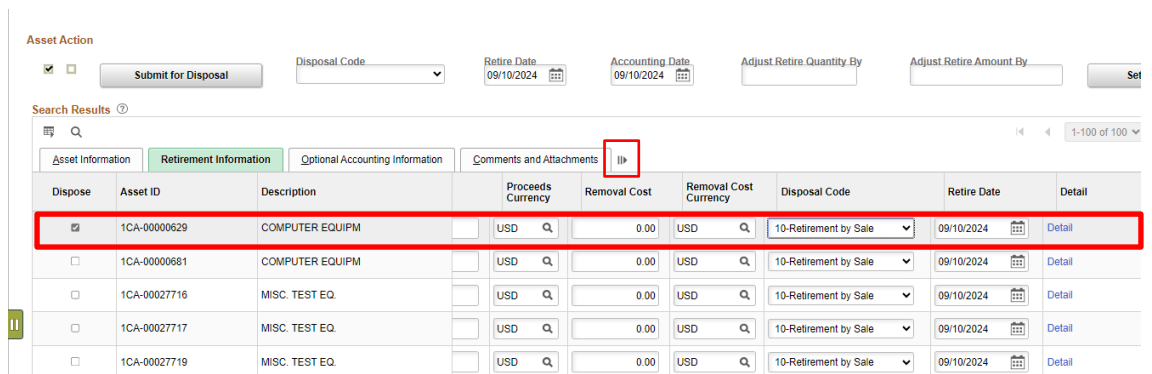 Asset Action
Submit for Disposal
Disposal Code
Retire Date
09/10/2024
Accounting Date
09/10/2024
Adjust Retire Quantity By
Adjust Retire Amount By
Search Results
1-100 of 100
Asset Information Retirement Information Optional Accounting Information Comments and Attachments
Dispose Asset ID Description Proceeds Currency Removal Cost Removal Cost Currency Disposal Code Retire Date Detail
1CA-00000629 COMPUTER EQUIPM USD 0.00 USD 10-Retirement by Sale 09/10/2024 Detail
1CA-00000681 COMPUTER EQUIPM USD 0.00 USD 10-Retirement by Sale 09/10/2024 Detail
1CA-00027716 MISC. TEST EQ. USD 0.00 USD 10-Retirement by Sale 09/10/2024 Detail
1CA-00027717 MISC. TEST EQ. USD 0.00 USD 10-Retirement by Sale 09/10/2024 Detail
1CA-00027719 MISC. TEST EQ. USD 0.00 USD 10-Retirement by Sale 09/10/2024 Detail